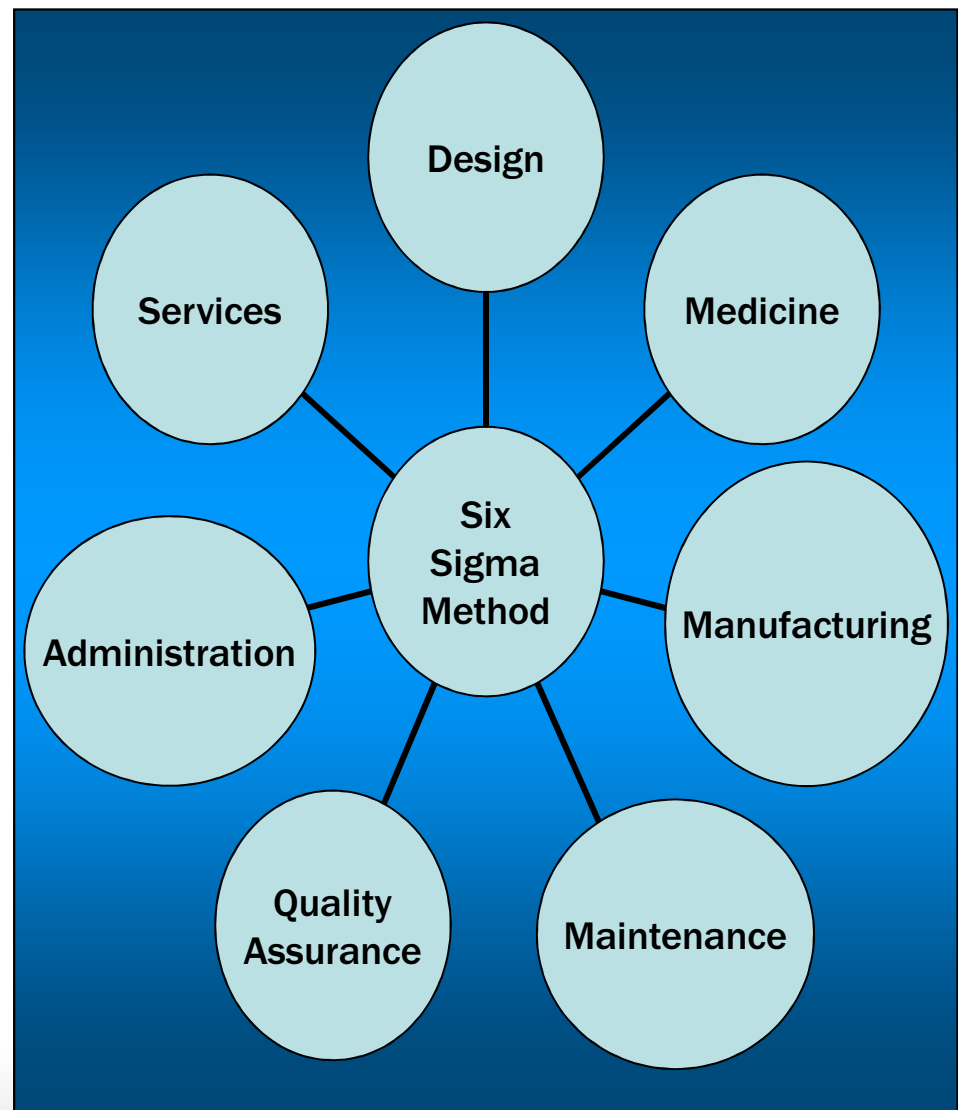 Design
Services
Medicine
Six
Sigma
Method
Manufacturing
Administration
Quality
Assurance
Maintenance